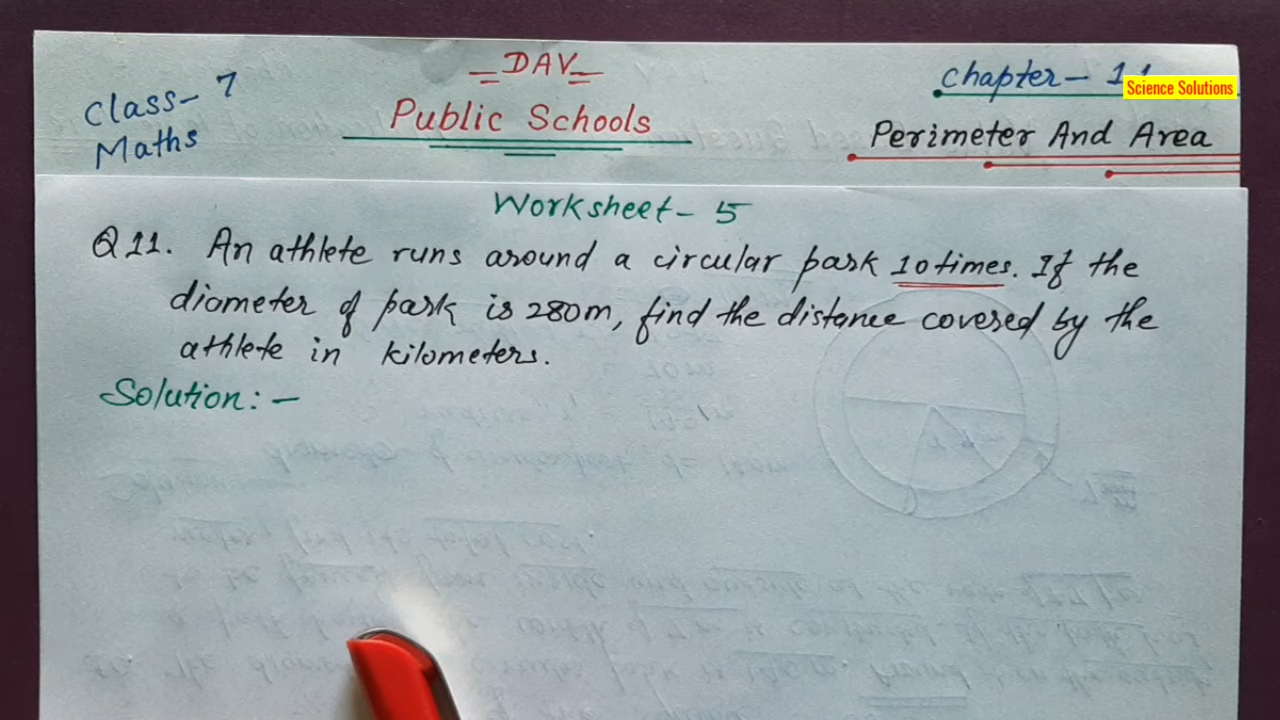 Class- 7
Maths
DAV
Public Schools
Chapter-
Science Solutions
Perimeter And Area
Worksheet- 5
Q11. An athlete runs around a circular park 10 times. If the
diameter of park is 280m, find the distance covered by the
athlete in kilometers.
Solution:-